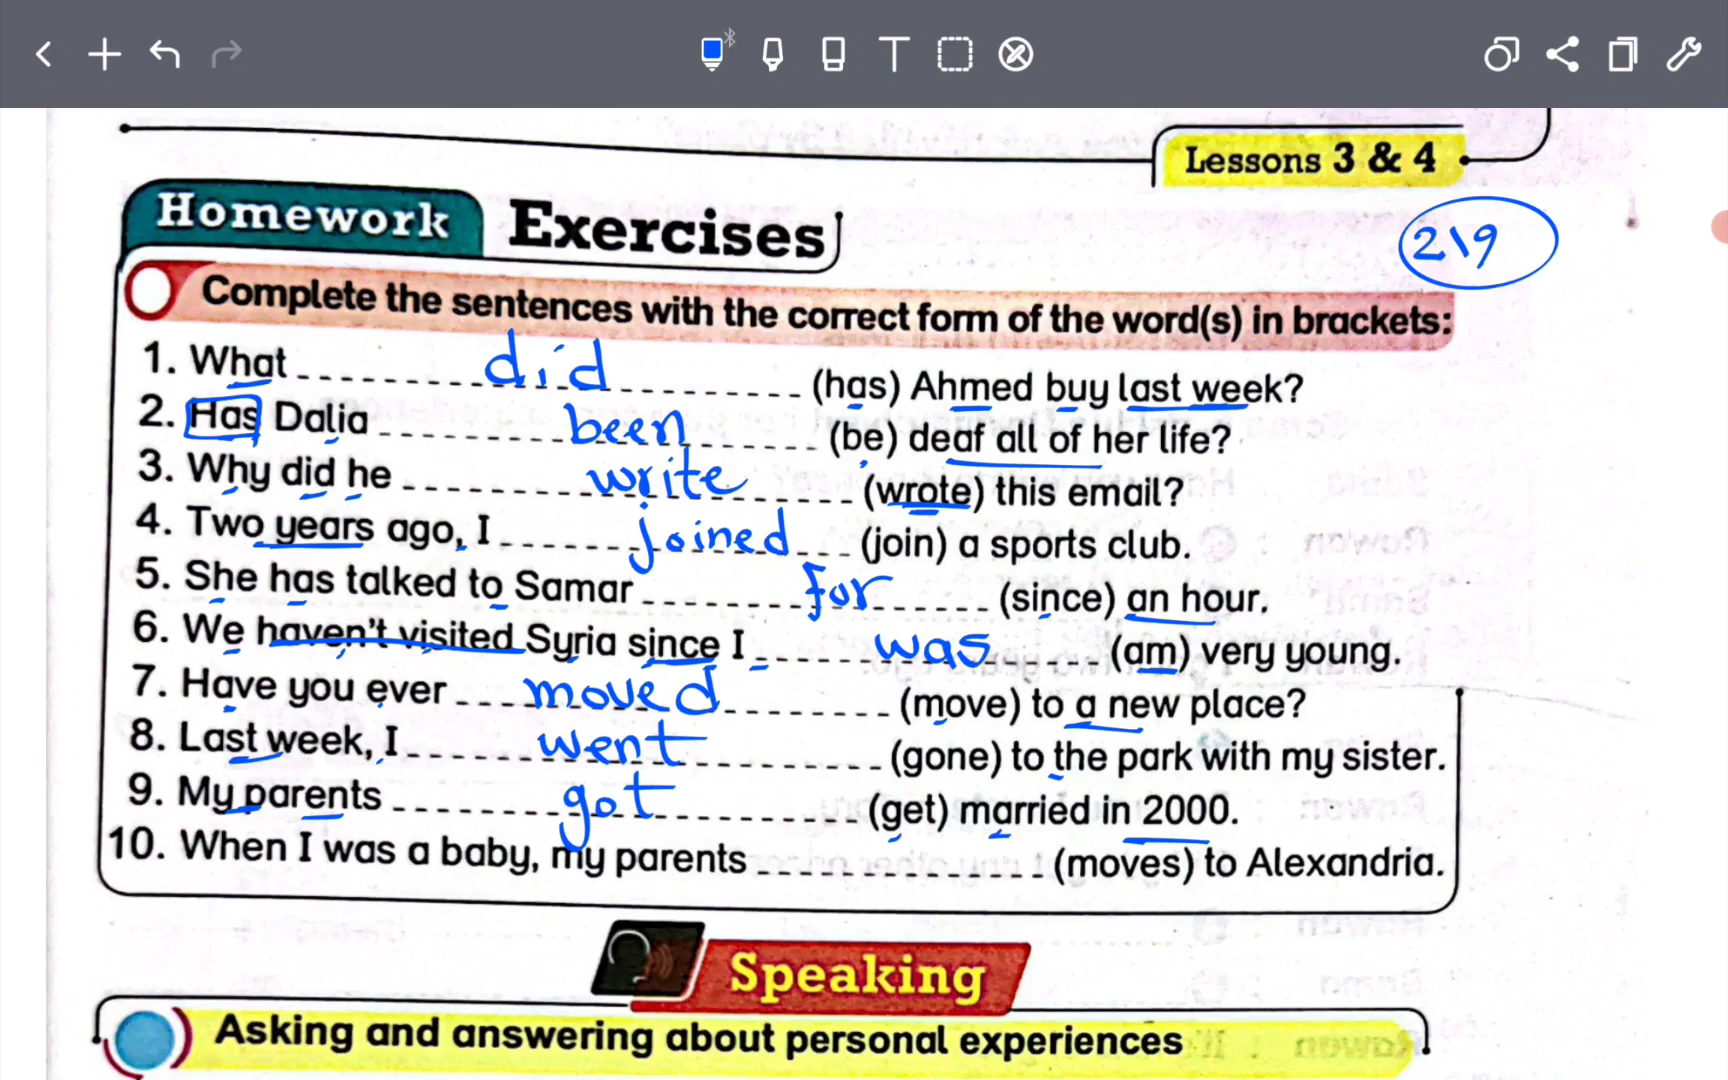 Lessons 3 & 4
Homework Exercises
219
Complete the sentences with the correct form of the word(s) in brackets:
1. What did (has) Ahmed buy last week?
2. Has Dalia been (be) deaf all of her life?
3. Why did he write (wrote) this email?
4. Two years ago, I joined (join) a sports club.
5. She has talked to Samar for (since) an hour.
6. We haven't visited Syria since I was (am) very young.
7. Have you ever moved (move) to a new place?
8. Last week, I went (gone) to the park with my sister.
9. My parents got (get) married in 2000.
10. When I was a baby, my parents (moves) to Alexandria.
Speaking
Asking and answering about personal experiences